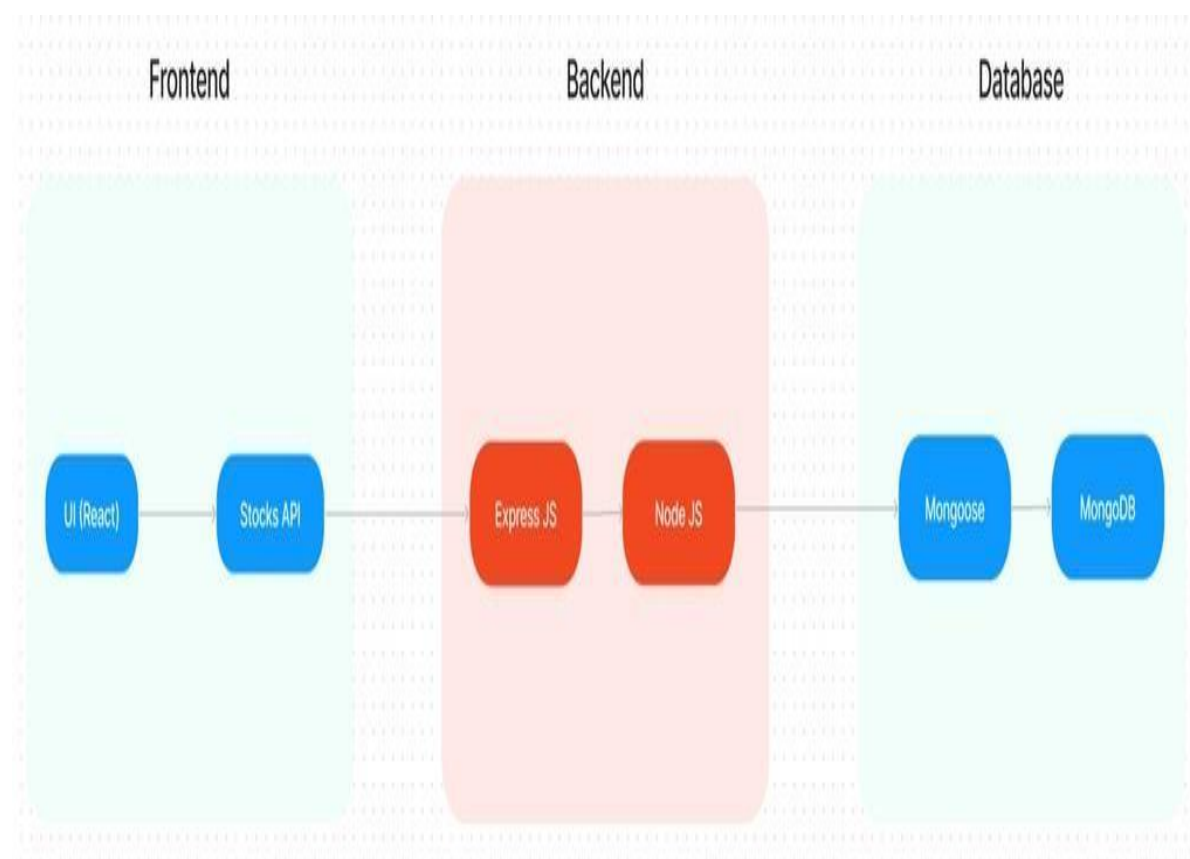 Frontend
Backend
Database
UI (React)
Stocks API
Express JS
Node JS
Mongoose
MongoDB